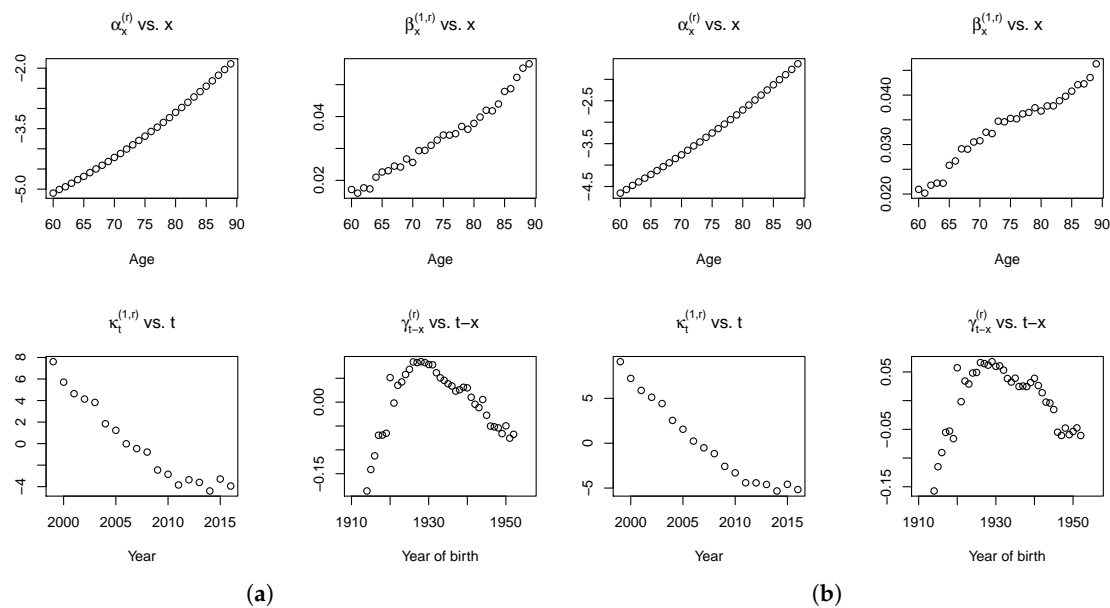 α_x^(r) vs. x
−5.0 −3.5 −2.0
60 65 70 75 80 85 90
Age
β_x^(1,r) vs. x
0.02 0.04
60 65 70 75 80 85 90
Age
α_x^(r) vs. x
−4.5 −3.5 −2.5
60 65 70 75 80 85 90
Age
β_x^(1,r) vs. x
0.020 0.030 0.040
60 65 70 75 80 85 90
Age
κ_t^(1,r) vs. t
−4 0 2 4 6 8
2000 2005 2010 2015
Year
γ_t−x^(r) vs. t−x
−0.15 0.00
1910 1930 1950
Year of birth
κ_t^(1,r) vs. t
−5 0 5
2000 2005 2010 2015
Year
γ_t−x^(r) vs. t−x
−0.15 −0.05 0.05
1910 1930 1950
Year of birth
(a)
(b)